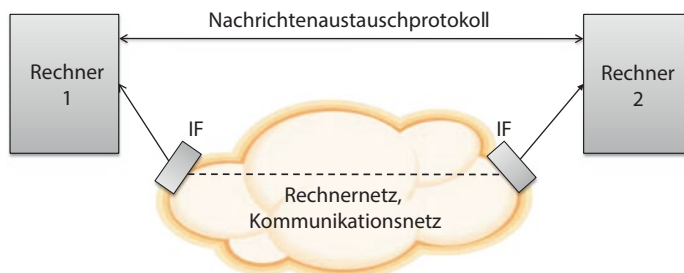 Nachrichtenaustauschprotokoll
Rechner
1
Rechner
2
IF
IF
Rechnernetz,
Kommunikationsnetz